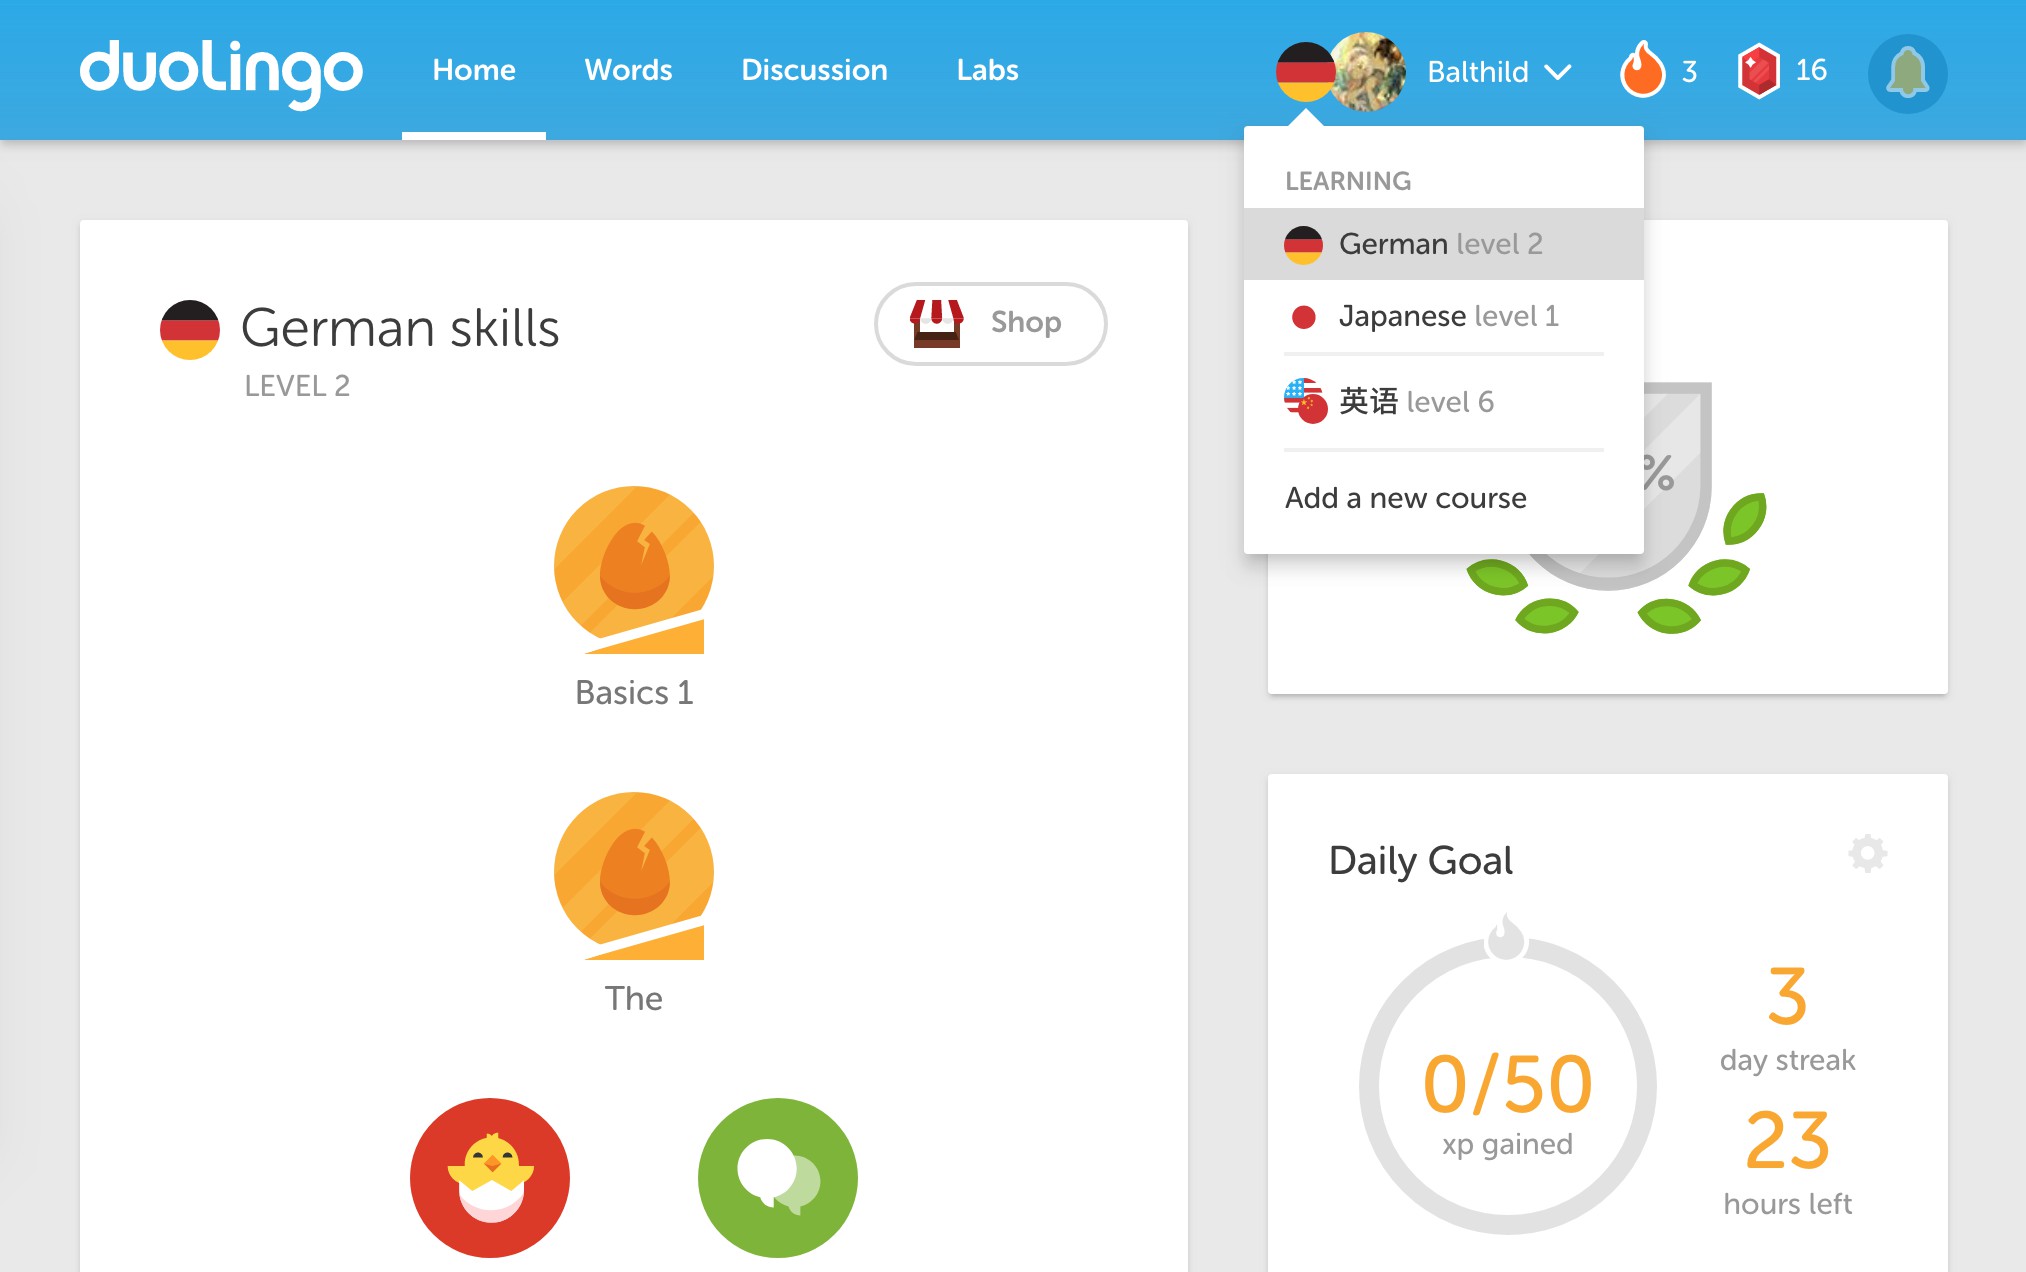 duolingo
Home
Words
Discussion
Labs
Balthild
3
16
LEARNING
German level 2
Japanese level 1
英语 level 6
Add a new course
German skills
LEVEL 2
Shop
Basics 1
The
%
Daily Goal
0/50
xp gained
3
day streak
23
hours left